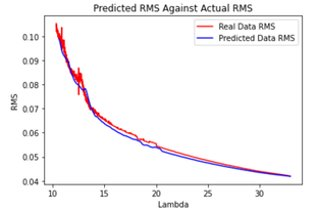 Predicted RMS Against Actual RMS
Real Data RMS
Predicted Data RMS
RMS
0.10
0.09
0.08
0.07
0.06
0.05
0.04
10
15
20
25
30
Lambda